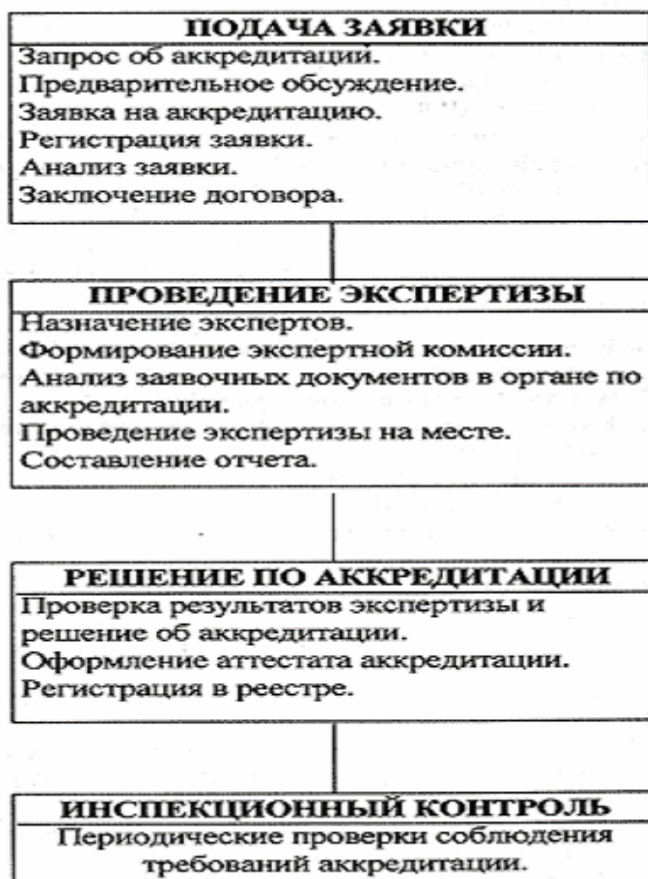 ПОДАЧА ЗАЯВКИ
Запрос об аккредитации.
Предварительное обсуждение.
Заявка на аккредитацию.
Регистрация заявки.
Анализ заявки.
Заключение договора.
ПРОВЕДЕНИЕ ЭКСПЕРТИЗЫ
Назначение экспертов.
Формирование экспертной комиссии.
Анализ заявочных документов в органе по
аккредитации.
Проведение экспертизы на месте.
Составление отчета.
РЕШЕНИЕ ПО АККРЕДИТАЦИИ
Проверка результатов экспертизы и
решение об аккредитации.
Оформление аттестата аккредитации.
Регистрация в реестре.
ИНСПЕКЦИОННЫЙ КОНТРОЛЬ
Периодические проверки соблюдения
требований аккредитации.